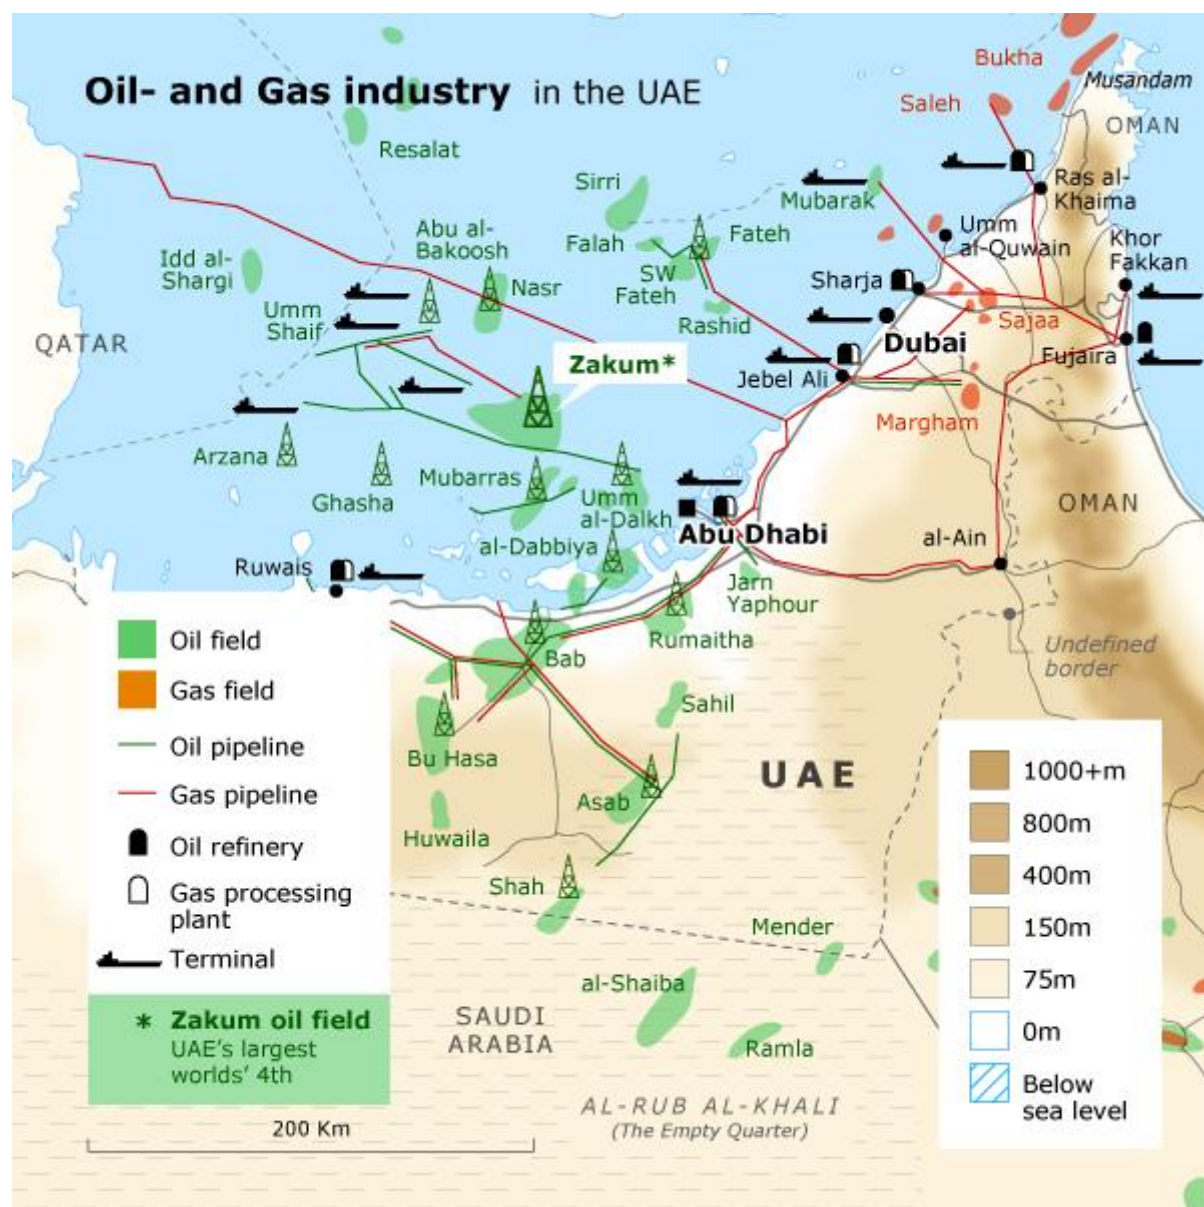 Oil- and Gas industry in the UAE
Bukha
Musandam
Saleh
OMAN
Resalat
Sirri
Mubarak
Ras al-
Khaima
Abu al-
Bakoosh
Falah
Fateh
Umm
al-Quwain
Khor
Fakkan
Idd al-
Shargi
Nasr
SW
Fateh
Sharja
Umm
Shaif
Rashid
Sajaa
QATAR
Dubai
Zakum*
Jebel Ali
Fujaira
Margham
Arzana
Mubarras
Ghasha
Umm
al-Dalkh
OMAN
Abu Dhabi
al-Dabbiya
al-Ain
Ruwais
Jarn
Yaphour
Rumaitha
Undefined
border
Bab
Sahil
Bu Hasa
UAE
Asab
Huwaila
Shah
Mender
al-Shaiba
SAUDI
ARABIA
Ramla
AL-RUB AL-KHALI
(The Empty Quarter)
Oil field
Gas field
Oil pipeline
Gas pipeline
Oil refinery
Gas processing
plant
Terminal
* Zakum oil field
UAE's largest
worlds' 4th
200 Km
1000+m
800m
400m
150m
75m
0m
Below
sea level